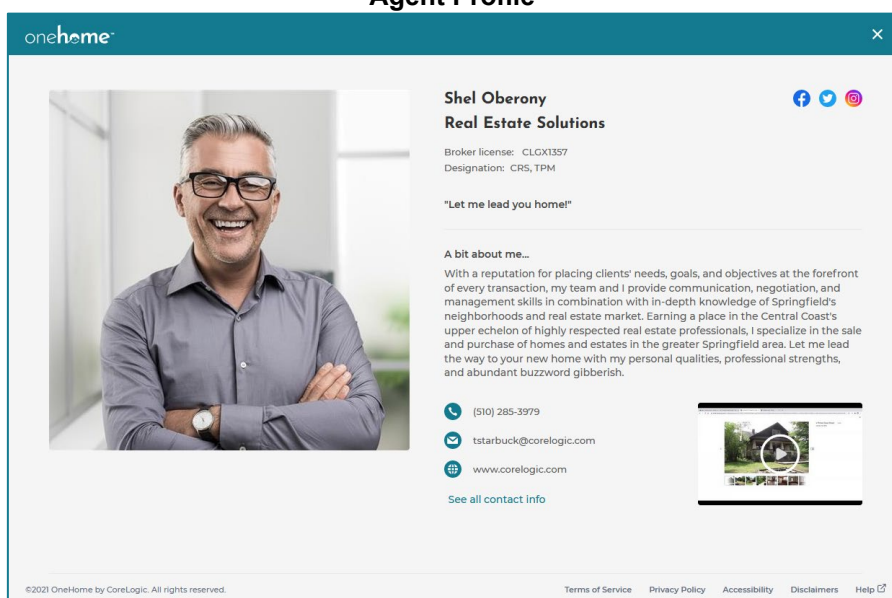 Agent Profile
onehome
Shel Oberony
Real Estate Solutions
Broker license: CLGX1357
Designation: CRS, TPM
"Let me lead you home!"
A bit about me...
With a reputation for placing clients' needs, goals, and objectives at the forefront
of every transaction, my team and I provide communication, negotiation, and
management skills in combination with in-depth knowledge of Springfield's
neighborhoods and real estate market. Earning a place in the Central Coast's
upper echelon of highly respected real estate professionals, I specialize in the sale
and purchase of homes and estates in the greater Springfield area. Let me lead
the way to your new home with my personal qualities, professional strengths,
and abundant buzzword gibberish.
(510) 285-3979
tstarbuck@corelogic.com
www.corelogic.com
See all contact info
©2021 OneHome by CoreLogic. All rights reserved.
Terms of Service Privacy Policy Accessibility Disclaimers Help